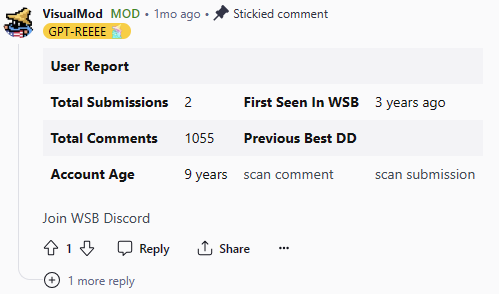 VisualMod MOD • 1mo ago • Stickied comment
GPT-REEEE
User Report
Total Submissions 2 First Seen In WSB 3 years ago
Total Comments 1055 Previous Best DD
Account Age 9 years scan comment scan submission
Join WSB Discord
1 Reply Share ...
1 more reply